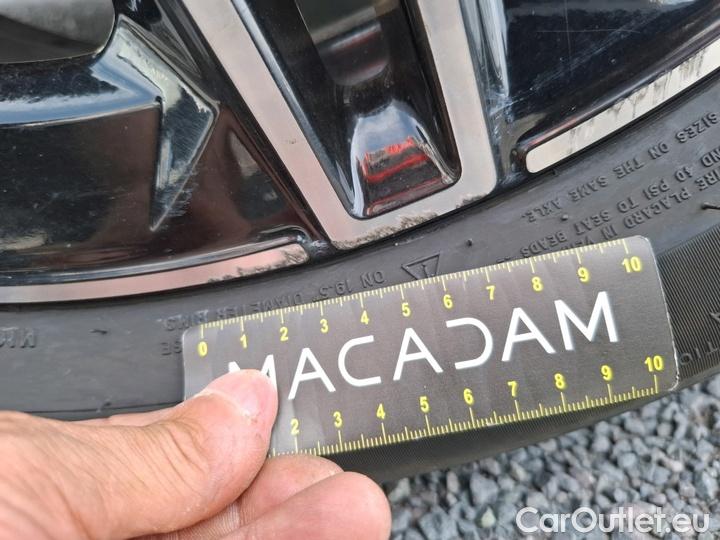 SIZES ON THE SAME AXLE.
TIRE PLACARD IN V
AND 40 PSI TO SEAT BEADS
ON 19.5" DIAMETER RIMS.
0 1 2 3 4 5 6 7 8 9 10
MACADAM
2 3 4 5 6 7 8 9 10
CarOutlet.eu